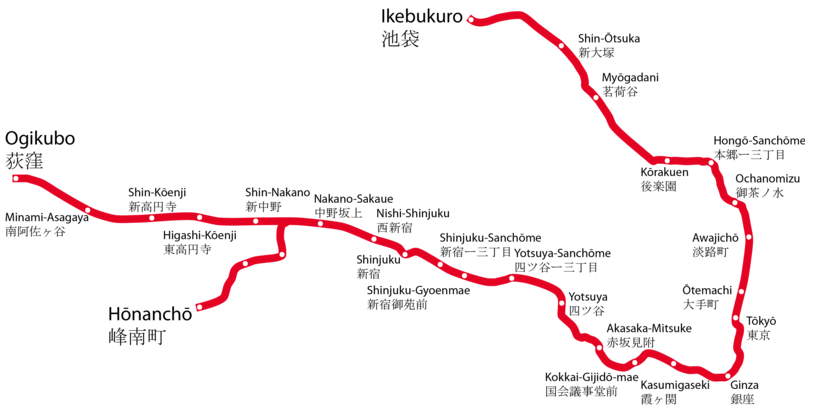 Ikebukuro
池袋
Shin-Ōtsuka
新大塚
Myōgadani
茗荷谷
Hongō-Sanchōme
本郷一三丁目
Kōrakuen
後楽園
Ochanomizu
御茶ノ水
Awajichō
淡路町
Ōtemachi
大手町
Tōkyō
東京
Ginza
銀座
Kasumigaseki
霞ヶ関
Kokkai-Gijidō-mae
国会議事堂前
Akasaka-Mitsuke
赤坂見附
Yotsuya
四ツ谷
Yotsuya-Sanchōme
四ツ谷一三丁目
Shinjuku-Gyoenmae
新宿御苑前
Shinjuku-Sanchōme
新宿一三丁目
Shinjuku
新宿
Nishi-Shinjuku
西新宿
Nakano-Sakaue
中野坂上
Shin-Nakano
新中野
Higashi-Kōenji
東高円寺
Shin-Kōenji
新高円寺
Minami-Asagaya
南阿佐ヶ谷
Ogikubo
荻窪
Hōnanchō
峰南町